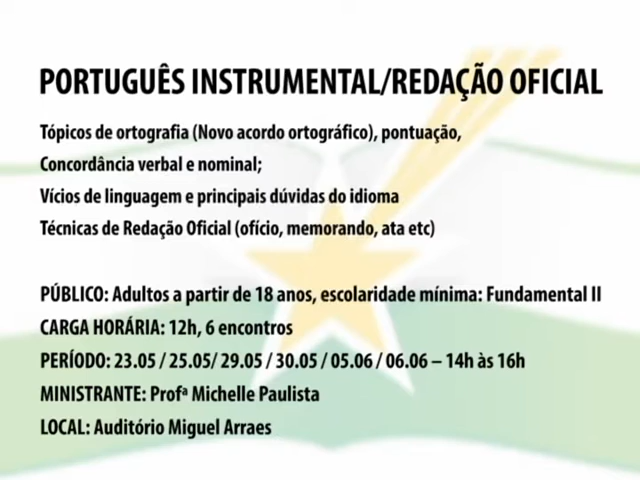 PORTUGUÊS INSTRUMENTAL/REDAÇÃO OFICIAL
Tópicos de ortografia (Novo acordo ortográfico), pontuação,
Concordância verbal e nominal;
Vícios de linguagem e principais dúvidas do idioma
Técnicas de Redação Oficial (ofício, memorando, ata etc)
PÚBLICO: Adultos a partir de 18 anos, escolaridade mínima: Fundamental II
CARGA HORÁRIA: 12h, 6 encontros
PERÍODO: 23.05 / 25.05/ 29.05 / 30.05 / 05.06 / 06.06 – 14h às 16h
MINISTRANTE: Profª Michelle Paulista
LOCAL: Auditório Miguel Arraes